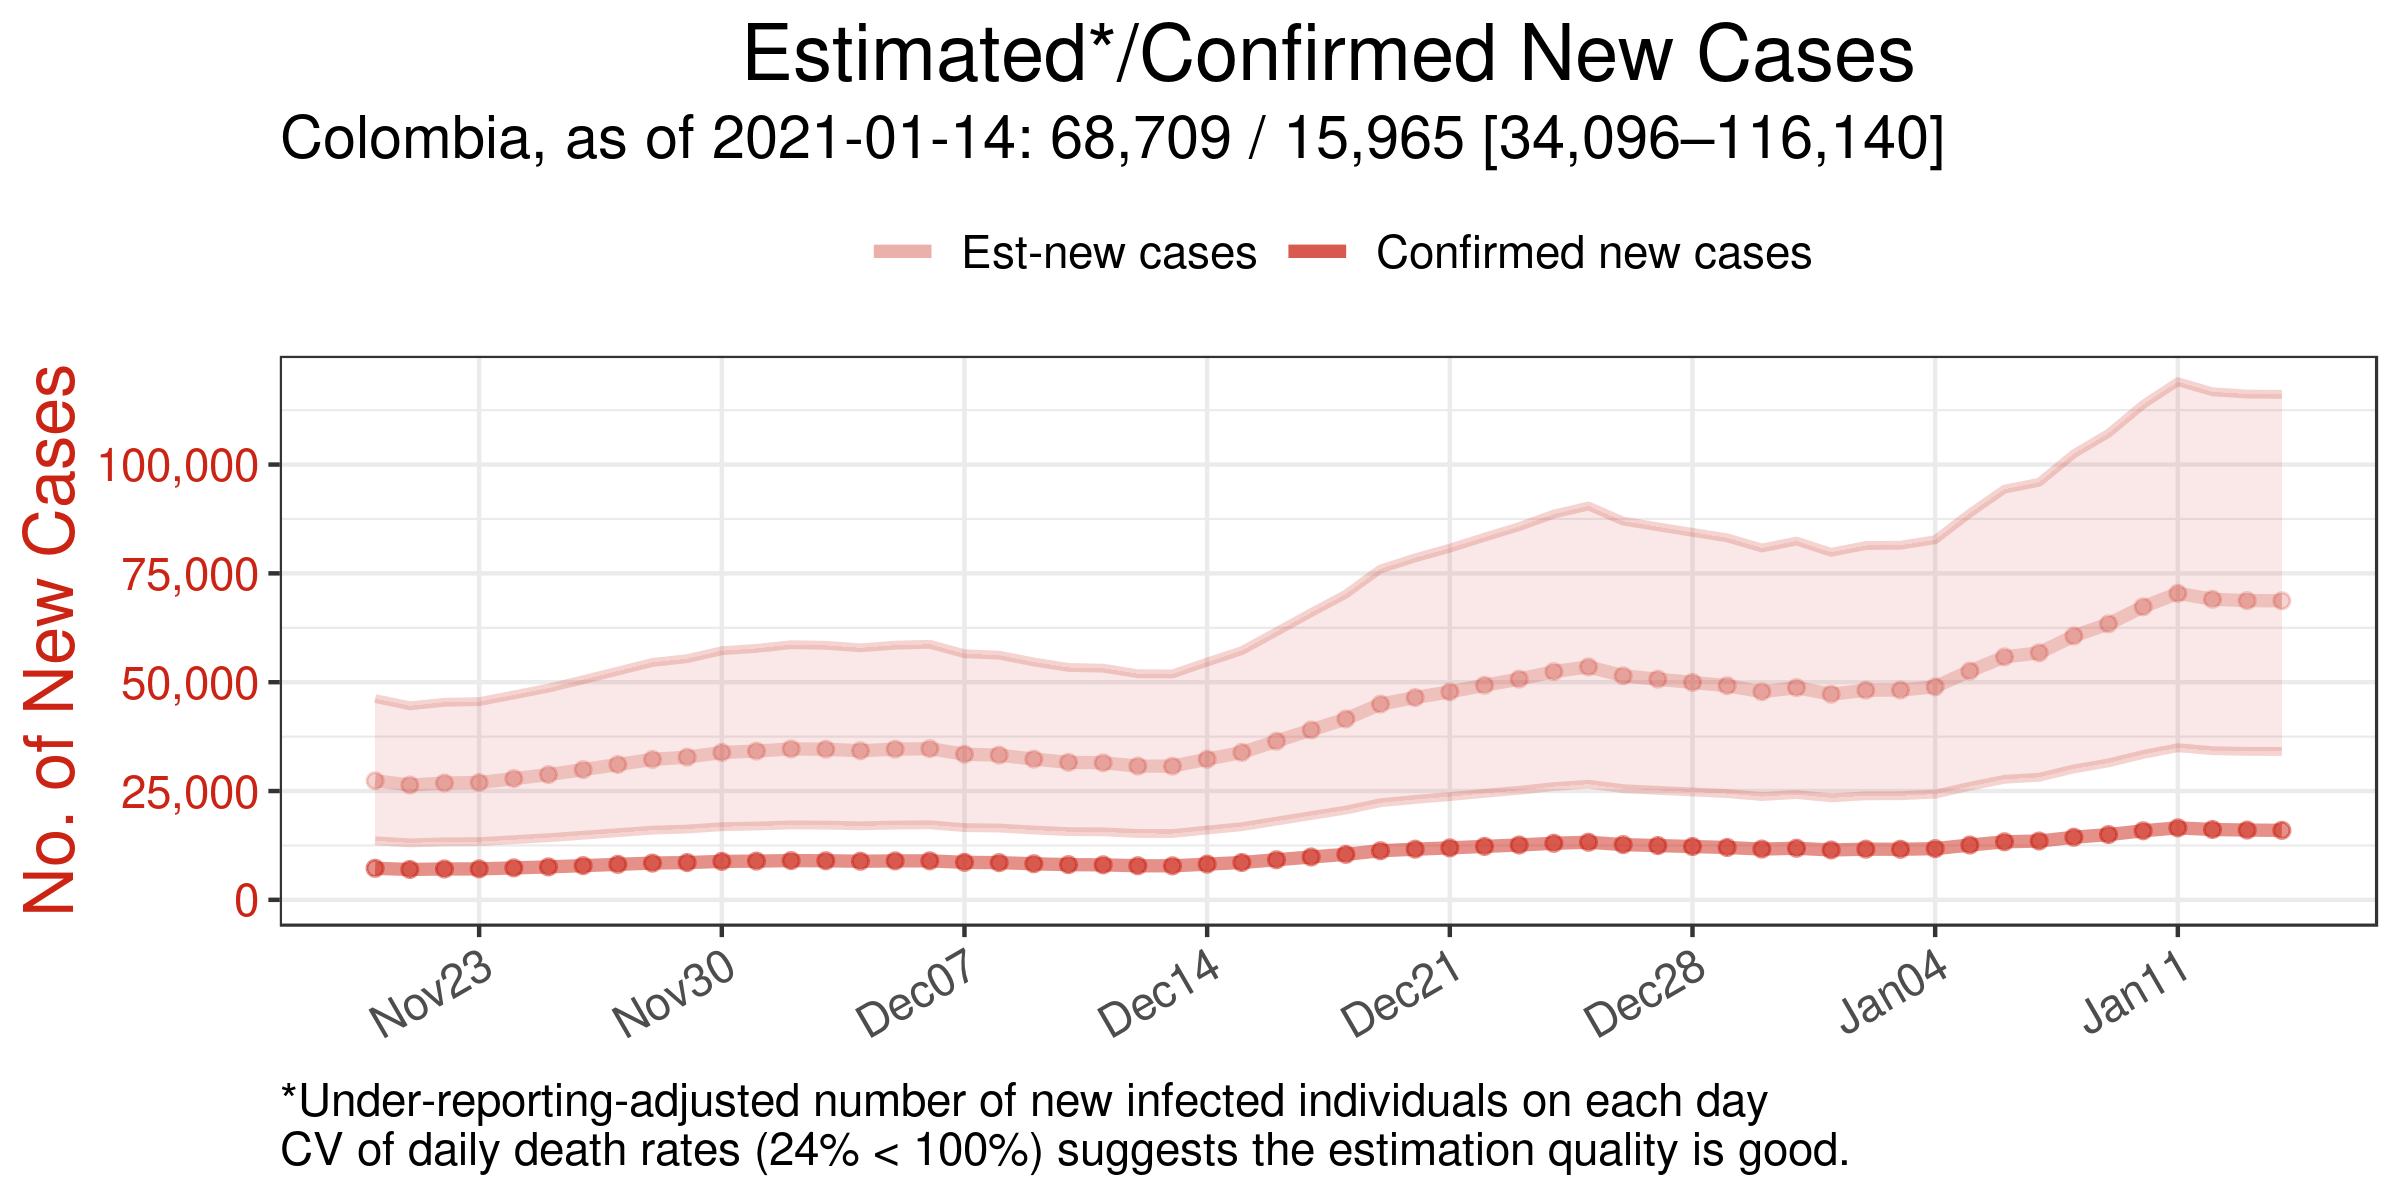 Estimated*/Confirmed New Cases
Colombia, as of 2021-01-14: 68,709 / 15,965 [34,096–116,140]
Est-new cases
Confirmed new cases
No. of New Cases
100,000
75,000
50,000
25,000
0
Nov23
Nov30
Dec07
Dec14
Dec21
Dec28
Jan04
Jan11
*Under-reporting-adjusted number of new infected individuals on each day
CV of daily death rates (24% < 100%) suggests the estimation quality is good.